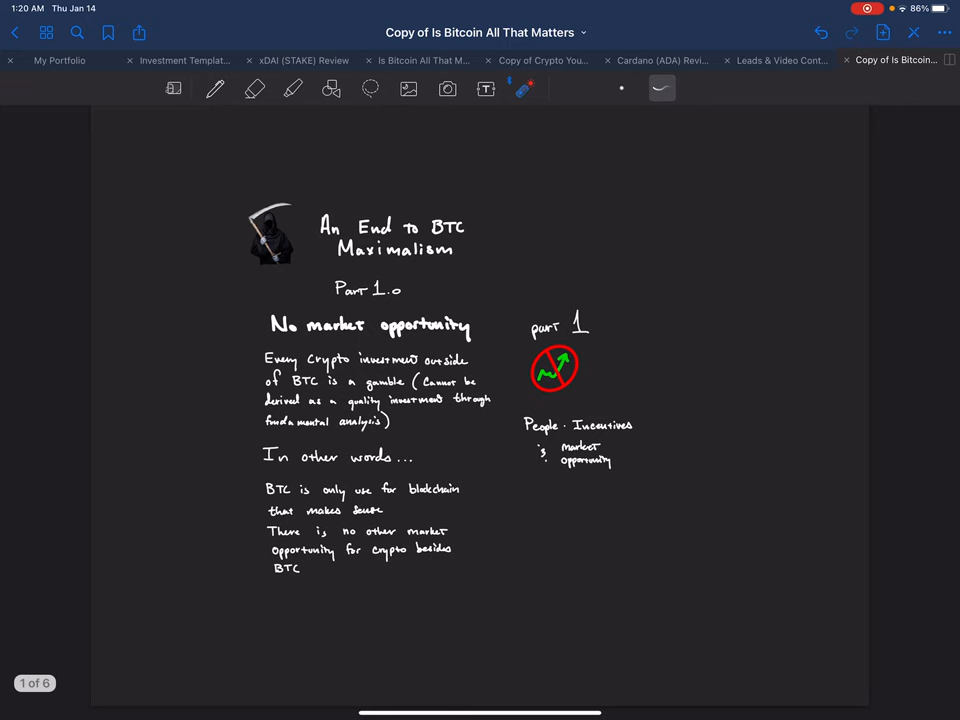 1:20 AM Thu Jan 14
86%
Copy of Is Bitcoin All That Matters
My Portfolio
Investment Templat...
xDAI (STAKE) Review
Is Bitcoin All That M...
Copy of Crypto You...
Cardano (ADA) Revi...
Leads & Video Cont...
Copy of Is Bitcoin...
T
An End to BTC
Maximalism
Part 1.0
No market opportunity
Every crypto investment outside
of BTC is a gamble (Cannot be
derived as a quality investment through
fundamental analysis)
In other words...
BTC is only use for blockchain
that makes sense
There is no other market
opportunity for crypto besides
BTC
part 1
People · Incentives
is market
opportunity
1 of 6